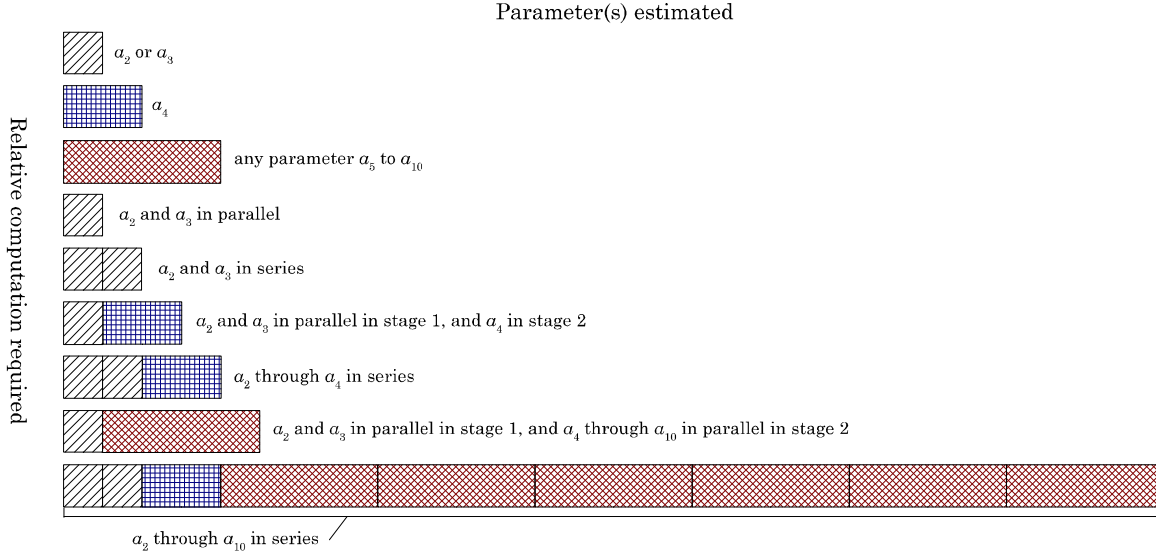 Parameter(s) estimated
Relative computation required
a₂ or a₃
a₄
any parameter a₅ to a₁₀
a₂ and a₃ in parallel
a₂ and a₃ in series
a₂ and a₃ in parallel in stage 1, and a₄ in stage 2
a₂ through a₄ in series
a₂ and a₃ in parallel in stage 1, and a₄ through a₁₀ in parallel in stage 2
a₂ through a₁₀ in series